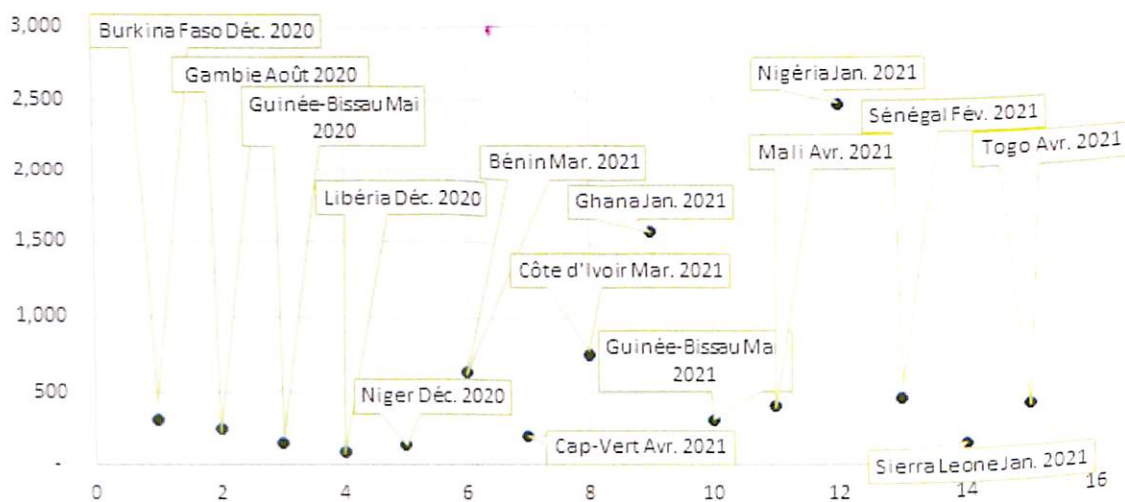 3,000
Burkina Faso Déc. 2020
Gambie Août 2020
Nigéria Jan. 2021
2,500
Guinée-Bissau Mai
2020
Sénégal Fév. 2021
Mali Avr. 2021
Togo Avr. 2021
2,000
Bénin Mar. 2021
Libéria Déc. 2020
Ghana Jan. 2021
1,500
Côte d'Ivoir Mar. 2021
1,000
Guinée-Bissau Mai
2021
500
Niger Déc. 2020
Cap-Vert Avr. 2021
Sierra Leone Jan. 2021
-
0 2 4 6 8 10 12 14 16